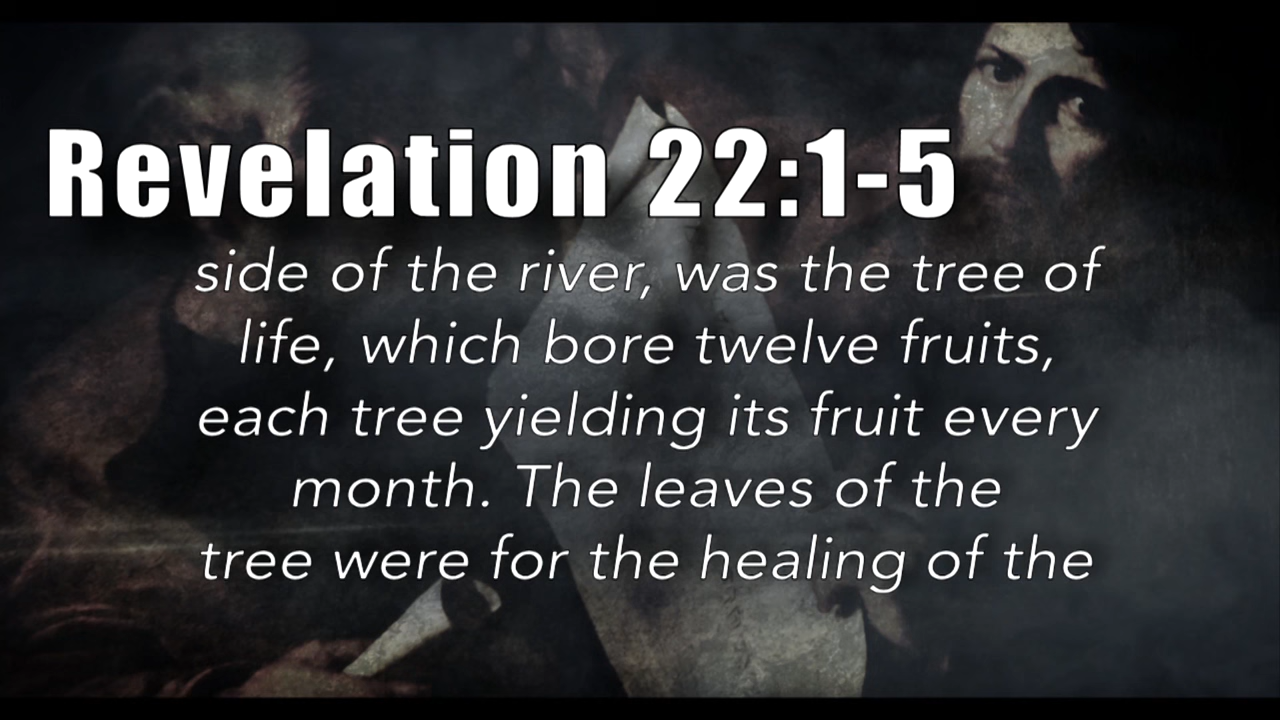 Revelation 22:1-5
side of the river, was the tree of
life, which bore twelve fruits,
each tree yielding its fruit every
month. The leaves of the
tree were for the healing of the